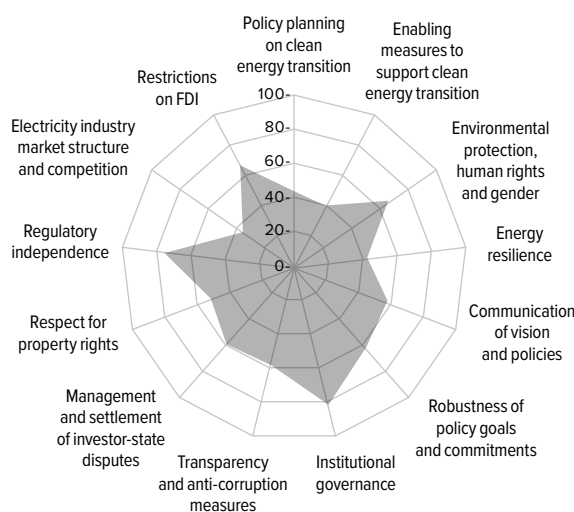 Policy planning
on clean
energy transition
Enabling
measures to
support clean
energy transition
Environmental
protection,
human rights
and gender
Energy
resilience
Communication
of vision
and policies
Robustness of
policy goals
and commitments
Institutional
governance
Transparency
and anti-corruption
measures
Management
and settlement
of investor-state
disputes
Respect for
property rights
Regulatory
independence
Electricity industry
market structure
and competition
Restrictions
on FDI
100-
80-
60-
40-
20-
0-